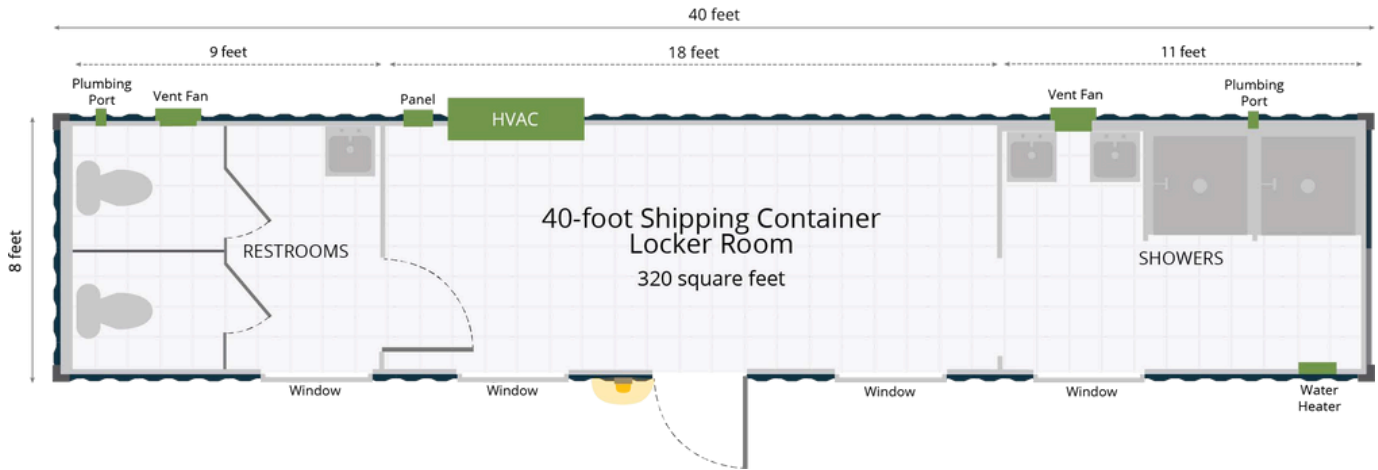 40 feet
9 feet
18 feet
11 feet
Plumbing
Port
Vent Fan
Panel
HVAC
Vent Fan
Plumbing
Port
8 feet
40-foot Shipping Container
Locker Room
320 square feet
RESTROOMS
SHOWERS
Window
Window
Window
Window
Water
Heater